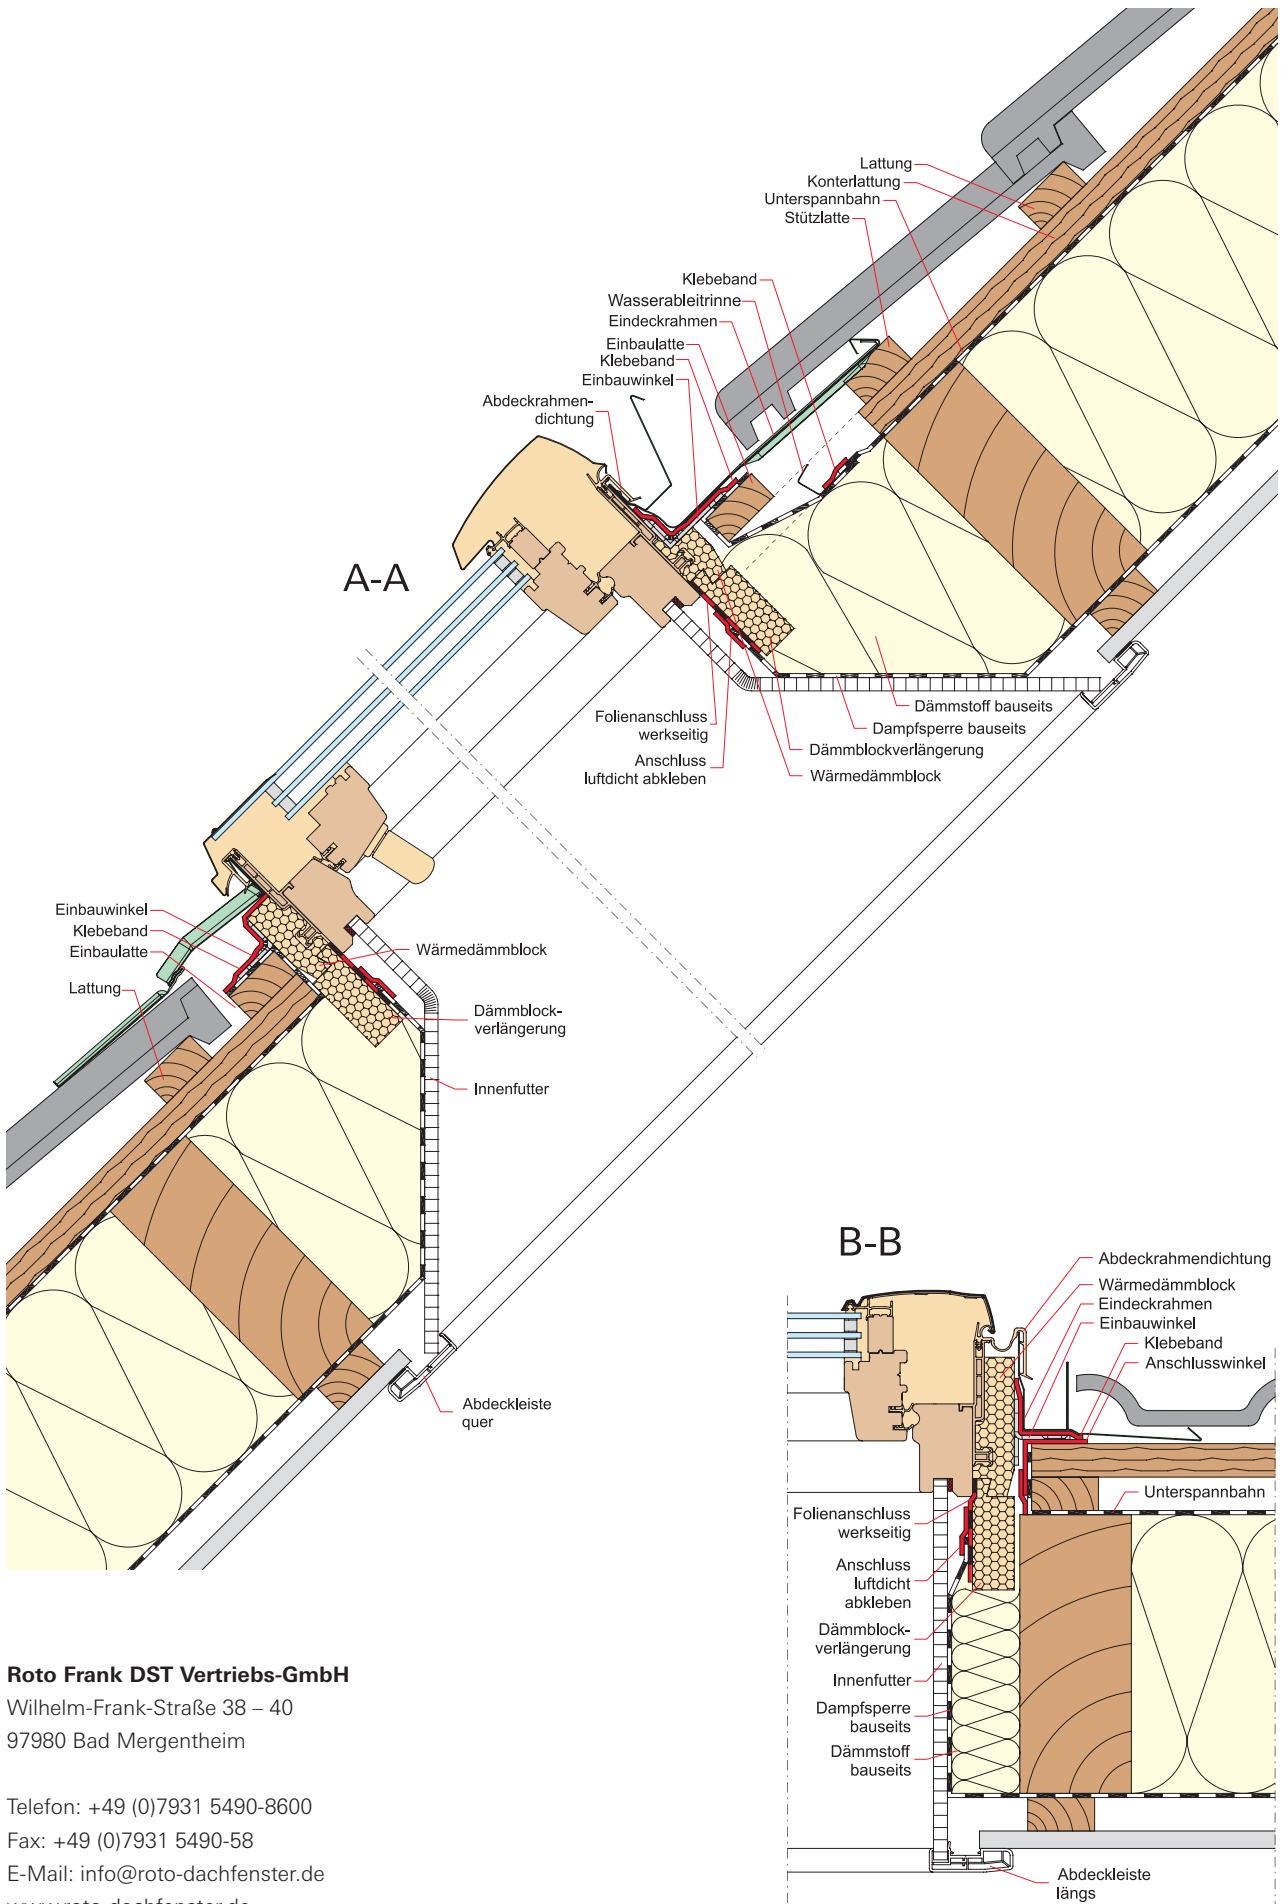 Lattung
Konterlattung
Unterspannbahn
Stützlatte
Klebeband
Wasserableitrinne
Eindeckrahmen
Einbaulatte
Klebeband
Einbauwinkel
Abdeckrahmen-
dichtung
A-A
Folienanschluss
werkseitig
Anschluss
luftdicht abkleben
Dämmstoff bauseits
Dampfsperre bauseits
Dämmblockverlängerung
Wärmedämmblock
Einbauwinkel
Klebeband
Einbaulatte
Lattung
Wärmedämmblock
Dämmblock-
verlängerung
Innenfutter
Abdeckleiste
quer
B-B
Abdeckrahmendichtung
Wärmedämmblock
Eindeckrahmen
Einbauwinkel
Klebeband
Anschlusswinkel
Unterspannbahn
Folienanschluss
werkseitig
Anschluss
luftdicht
abkleben
Dämmblock-
verlängerung
Innenfutter
Dampfsperre
bauseits
Dämmstoff
bauseits
Abdeckleiste
längs
Roto Frank DST Vertriebs-GmbH
Wilhelm-Frank-Straße 38 – 40
97980 Bad Mergentheim
Telefon: +49 (0)7931 5490-8600
Fax: +49 (0)7931 5490-58
E-Mail: info@roto-dachfenster.de
www.roto-dachfenster.de